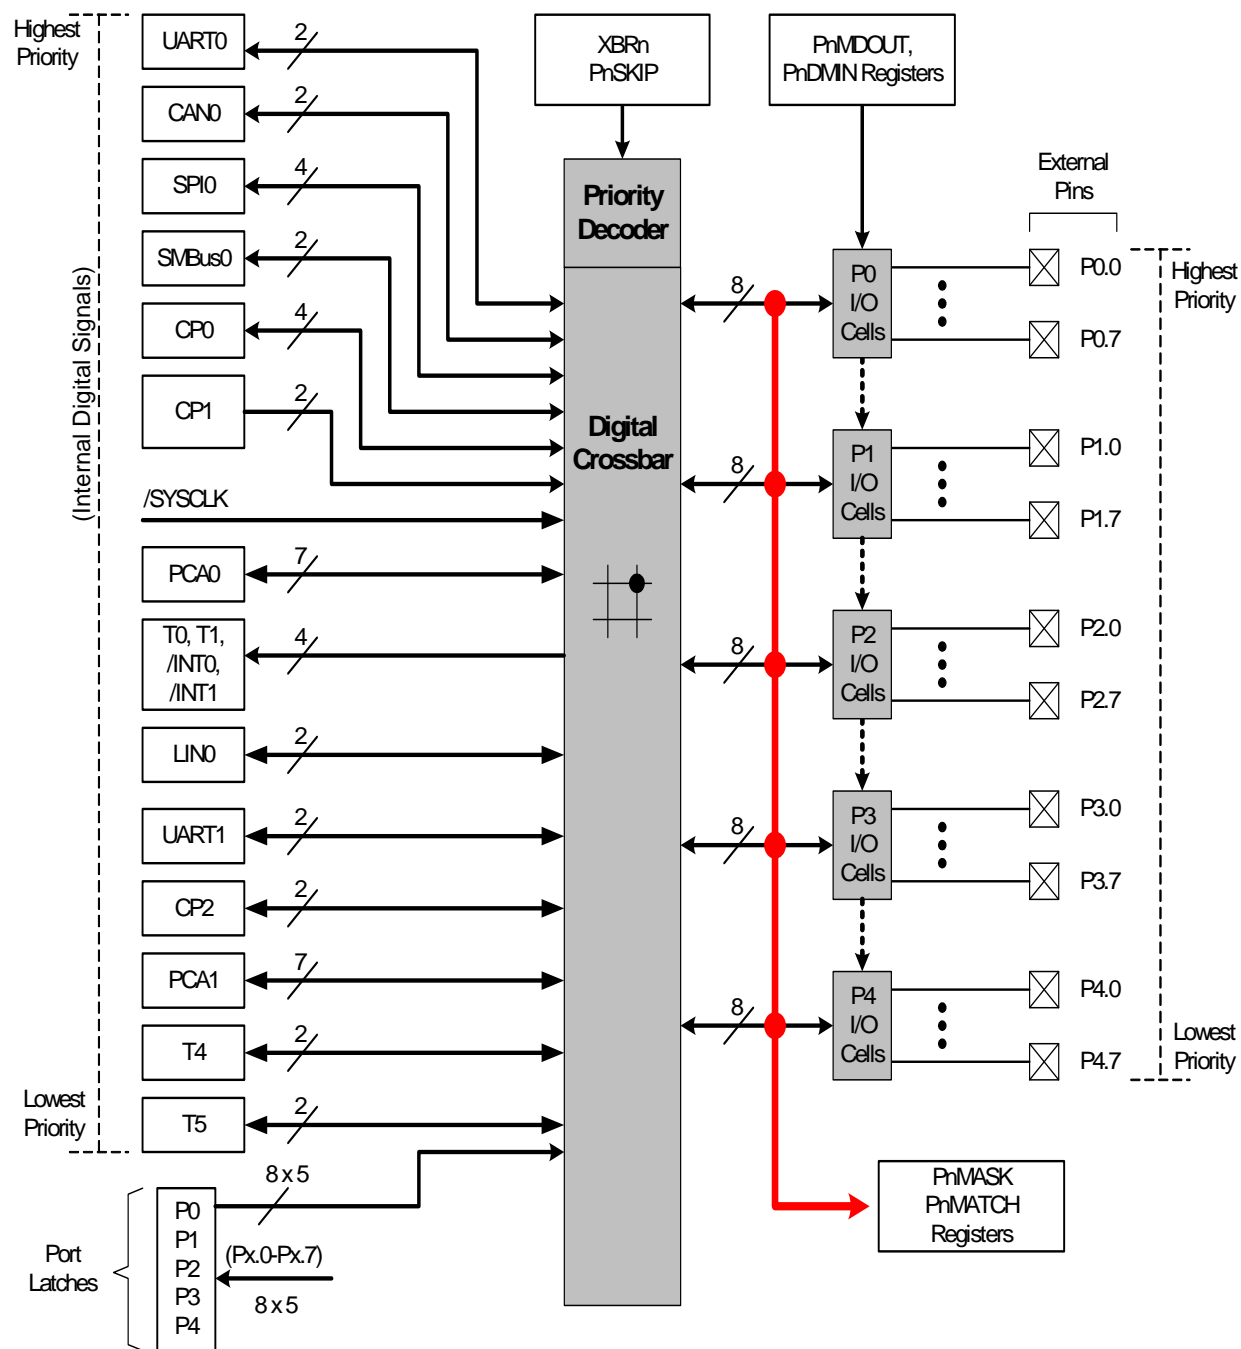 Highest
Priority
(Internal Digital Signals)
Lowest
Priority
UART0
2
CAN0
2
SPI0
4
SMBus0
2
CP0
4
CP1
2
/SYSCLK
PCA0
7
T0, T1,
/INT0,
/INT1
4
LIN0
2
UART1
2
CP2
2
PCA1
7
T4
2
T5
2
Port
Latches
P0
P1
P2
P3
P4
8 x 5
(Px.0-Px.7)
8 x 5
XBRn
PnSKIP
Priority
Decoder
Digital
Crossbar
PnMDOUT,
PnDMIN Registers
8
P0
I/O
Cells
8
P1
I/O
Cells
8
P2
I/O
Cells
8
P3
I/O
Cells
8
P4
I/O
Cells
External
Pins
P0.0
P0.7
P1.0
P1.7
P2.0
P2.7
P3.0
P3.7
P4.0
P4.7
Highest
Priority
Lowest
Priority
PnMASK
PnMATCH
Registers